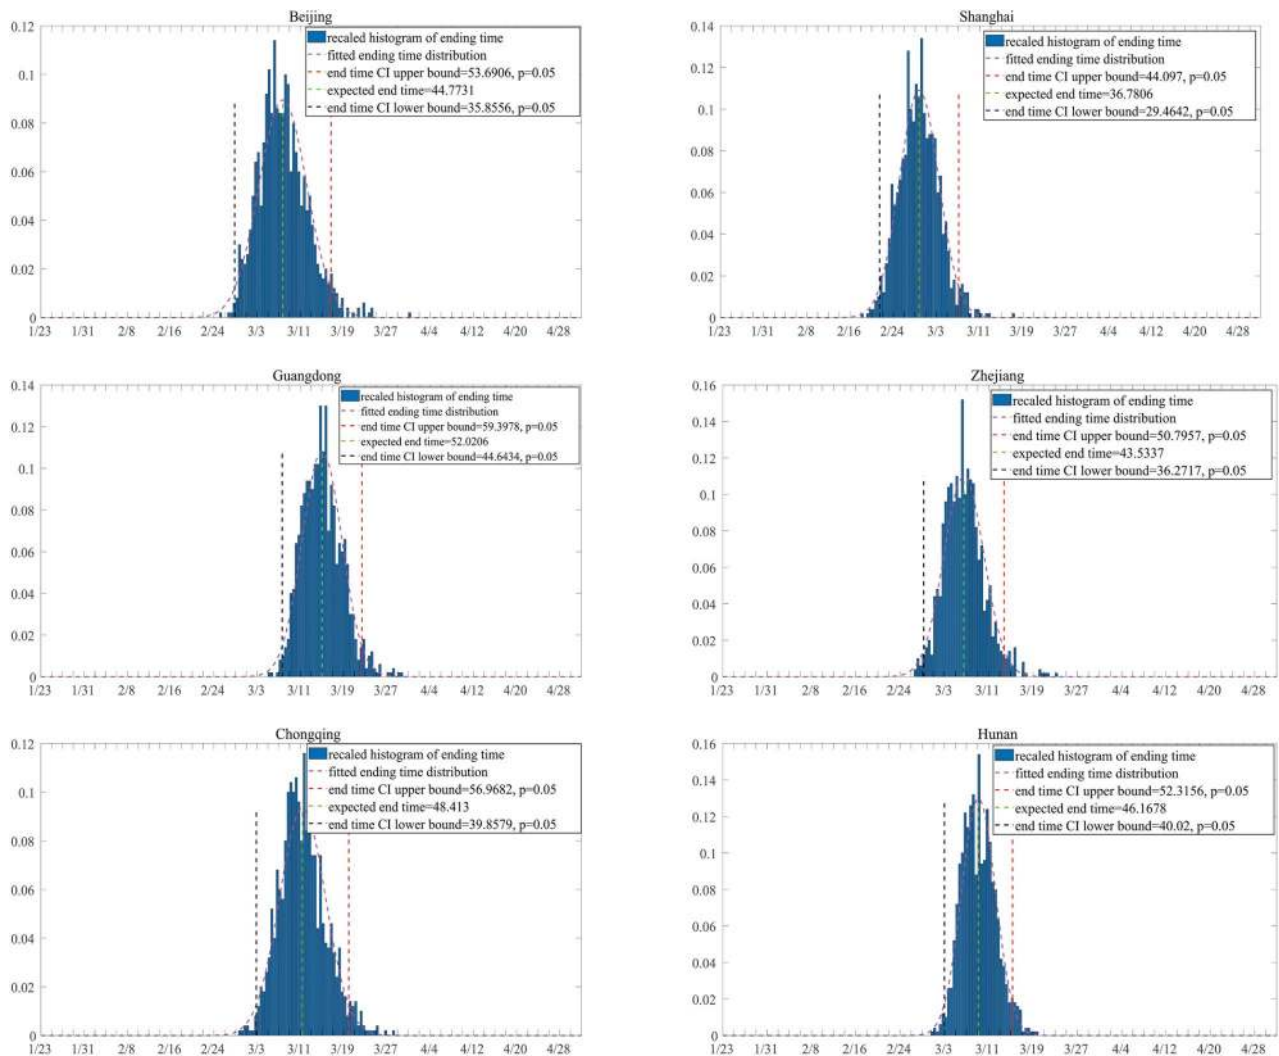 Beijing
0.12
0.1
0.08
0.06
0.04
0.02
0
recaled histogram of ending time
fitted ending time distribution
end time CI upper bound=53.6906, p=0.05
expected end time=44.7731
end time CI lower bound=35.8556, p=0.05
1/23 1/31 2/8 2/16 2/24 3/3 3/11 3/19 3/27 4/4 4/12 4/20 4/28
Shanghai
0.14
0.12
0.1
0.08
0.06
0.04
0.02
0
recaled histogram of ending time
fitted ending time distribution
end time CI upper bound=44.097, p=0.05
expected end time=36.7806
end time CI lower bound=29.4642, p=0.05
1/23 1/31 2/8 2/16 2/24 3/3 3/11 3/19 3/27 4/4 4/12 4/20 4/28
Guangdong
0.14
0.12
0.1
0.08
0.06
0.04
0.02
0
recaled histogram of ending time
fitted ending time distribution
end time CI upper bound=59.3978, p=0.05
expected end time=52.0206
end time CI lower bound=44.6434, p=0.05
1/23 1/31 2/8 2/16 2/24 3/3 3/11 3/19 3/27 4/4 4/12 4/20 4/28
Zhejiang
0.16
0.14
0.12
0.1
0.08
0.06
0.04
0.02
0
recaled histogram of ending time
fitted ending time distribution
end time CI upper bound=50.7957, p=0.05
expected end time=43.5337
end time CI lower bound=36.2717, p=0.05
1/23 1/31 2/8 2/16 2/24 3/3 3/11 3/19 3/27 4/4 4/12 4/20 4/28
Chongqing
0.12
0.1
0.08
0.06
0.04
0.02
0
recaled histogram of ending time
fitted ending time distribution
end time CI upper bound=56.9682, p=0.05
expected end time=48.413
end time CI lower bound=39.8579, p=0.05
1/23 1/31 2/8 2/16 2/24 3/3 3/11 3/19 3/27 4/4 4/12 4/20 4/28
Hunan
0.16
0.14
0.12
0.1
0.08
0.06
0.04
0.02
0
recaled histogram of ending time
fitted ending time distribution
end time CI upper bound=52.3156, p=0.05
expected end time=46.1678
end time CI lower bound=40.02, p=0.05
1/23 1/31 2/8 2/16 2/24 3/3 3/11 3/19 3/27 4/4 4/12 4/20 4/28